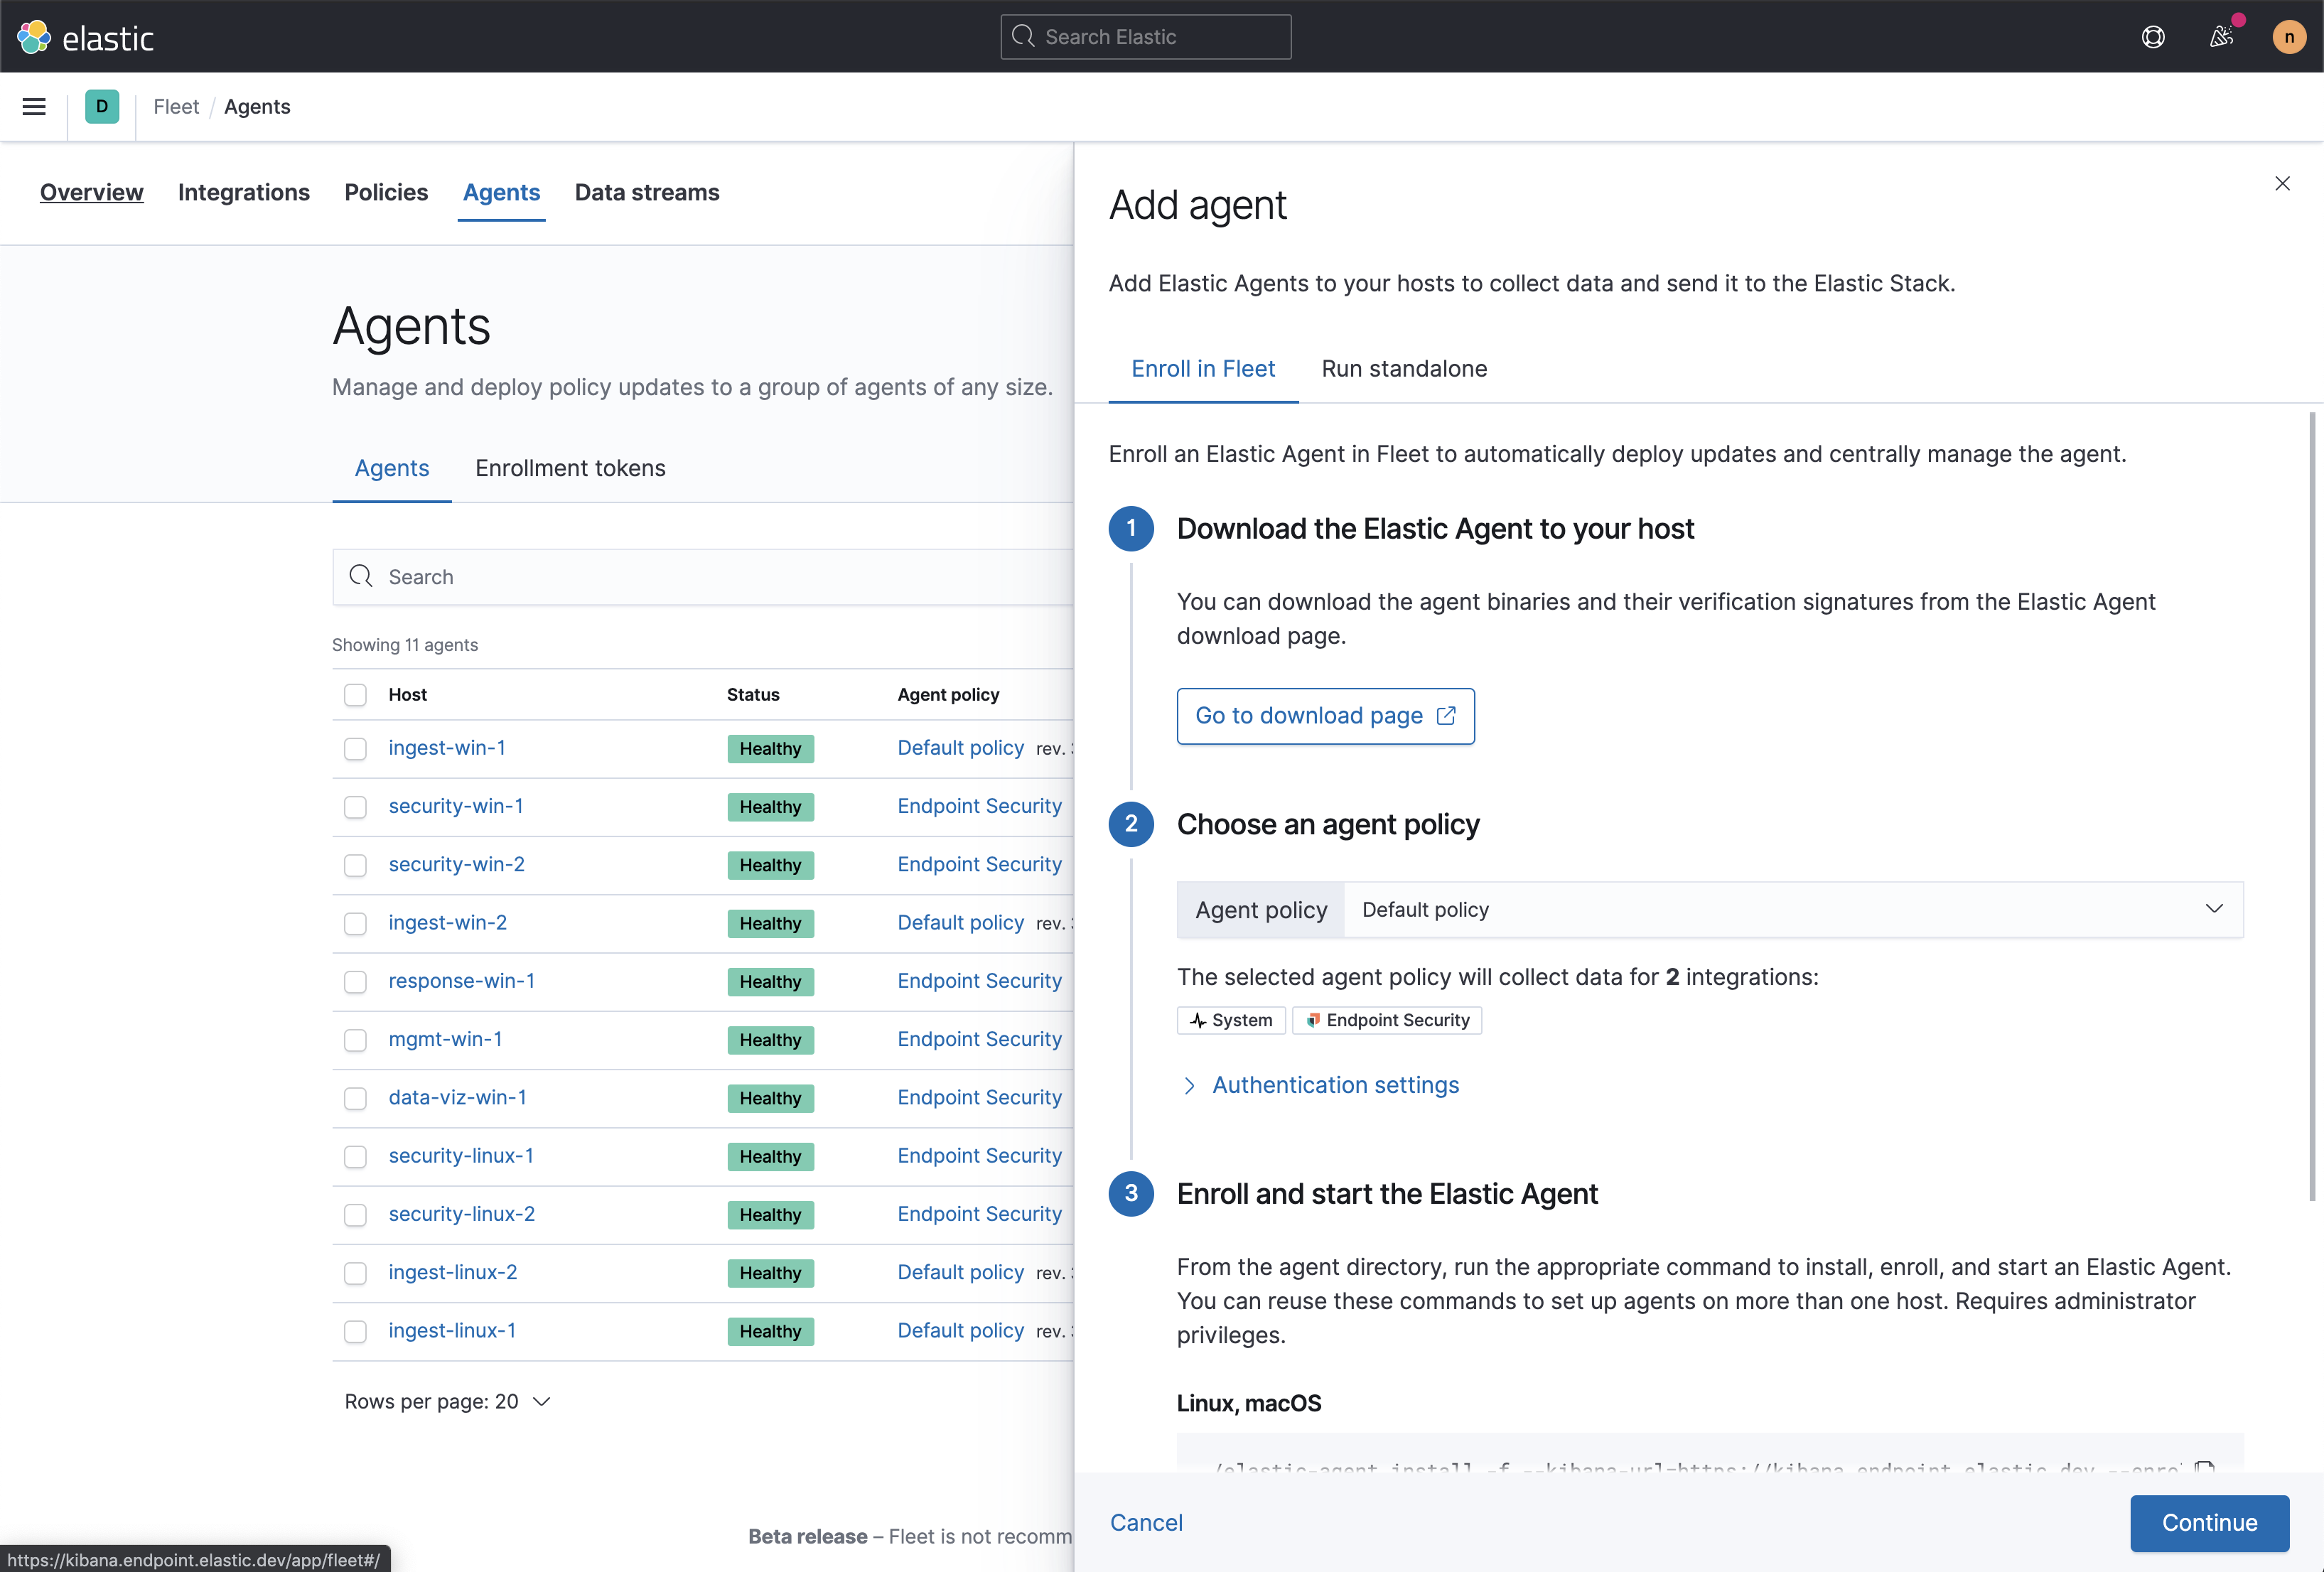 elastic
Search Elastic
n
D
Fleet / Agents
Overview
Integrations
Policies
Agents
Data streams
Agents
Manage and deploy policy updates to a group of agents of any size.
Agents
Enrollment tokens
Search
Showing 11 agents
Host Status Agent policy
ingest-win-1 Healthy Default policy rev.
security-win-1 Healthy Endpoint Security
security-win-2 Healthy Endpoint Security
ingest-win-2 Healthy Default policy rev.
response-win-1 Healthy Endpoint Security
mgmt-win-1 Healthy Endpoint Security
data-viz-win-1 Healthy Endpoint Security
security-linux-1 Healthy Endpoint Security
security-linux-2 Healthy Endpoint Security
ingest-linux-2 Healthy Default policy rev.
ingest-linux-1 Healthy Default policy rev.
Rows per page: 20
Beta release – Fleet is not recomm
https://kibana.endpoint.elastic.dev/app/fleet#/
Add agent
Add Elastic Agents to your hosts to collect data and send it to the Elastic Stack.
Enroll in Fleet
Run standalone
Enroll an Elastic Agent in Fleet to automatically deploy updates and centrally manage the agent.
1 Download the Elastic Agent to your host
You can download the agent binaries and their verification signatures from the Elastic Agent
download page.
Go to download page
2 Choose an agent policy
Agent policy Default policy
The selected agent policy will collect data for 2 integrations:
System Endpoint Security
Authentication settings
3 Enroll and start the Elastic Agent
From the agent directory, run the appropriate command to install, enroll, and start an Elastic Agent.
You can reuse these commands to set up agents on more than one host. Requires administrator
privileges.
Linux, macOS
/elastic-agent install -f --kibana-url=https://kibana.endpoint.elastic.dev --enro
Cancel
Continue